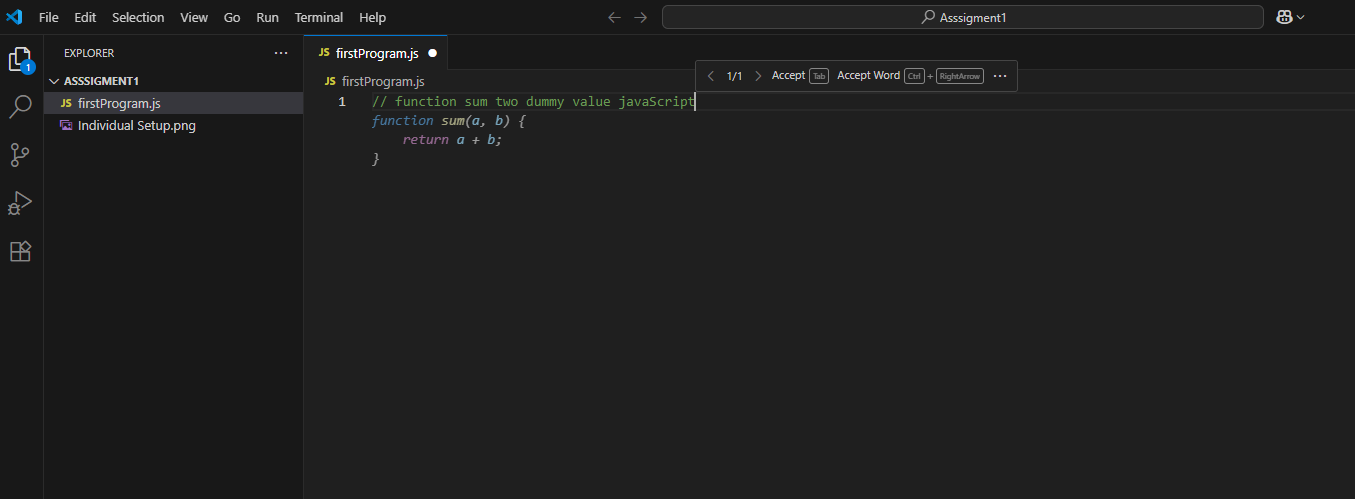 File Edit Selection View Go Run Terminal Help
Asssigment1
EXPLORER
1
ASSSIGMENT1
JS firstProgram.js
Individual Setup.png
JS firstProgram.js
JS firstProgram.js
1/1 Accept Tab Accept Word Ctrl + RightArrow
1 // function sum two dummy value javaScript
function sum(a, b) {
return a + b;
}